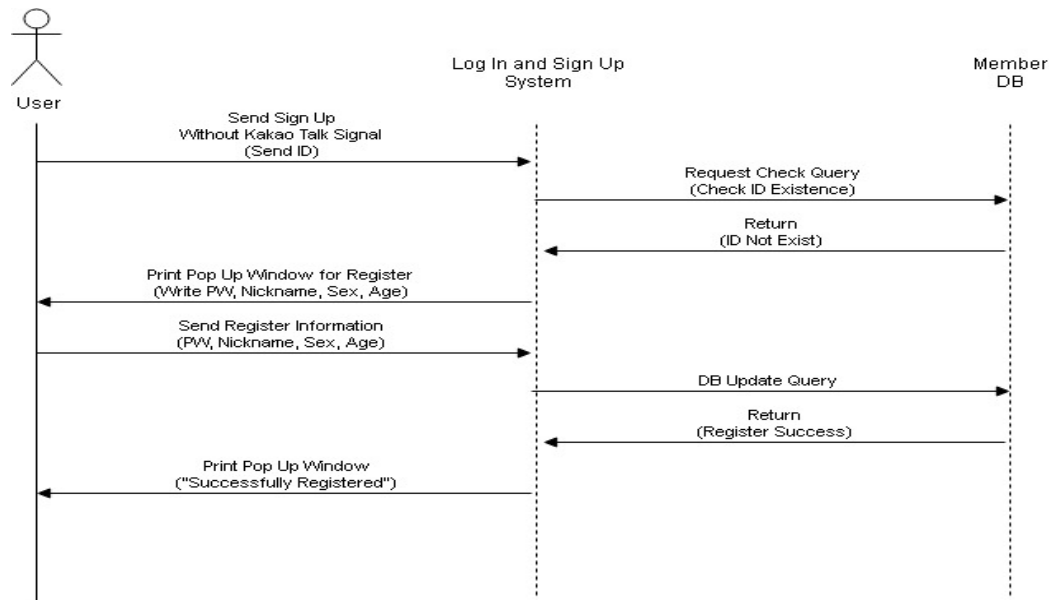 Log In and Sign Up
System
Member
DB
User
Send Sign Up
Without Kakao Talk Signal
(Send ID)
Request Check Query
(Check ID Existence)
Return
(ID Not Exist)
Print Pop Up Window for Register
(Write PW, Nickname, Sex, Age)
Send Register Information
(PW, Nickname, Sex, Age)
DB Update Query
Return
(Register Success)
Print Pop Up Window
("Successfully Registered")